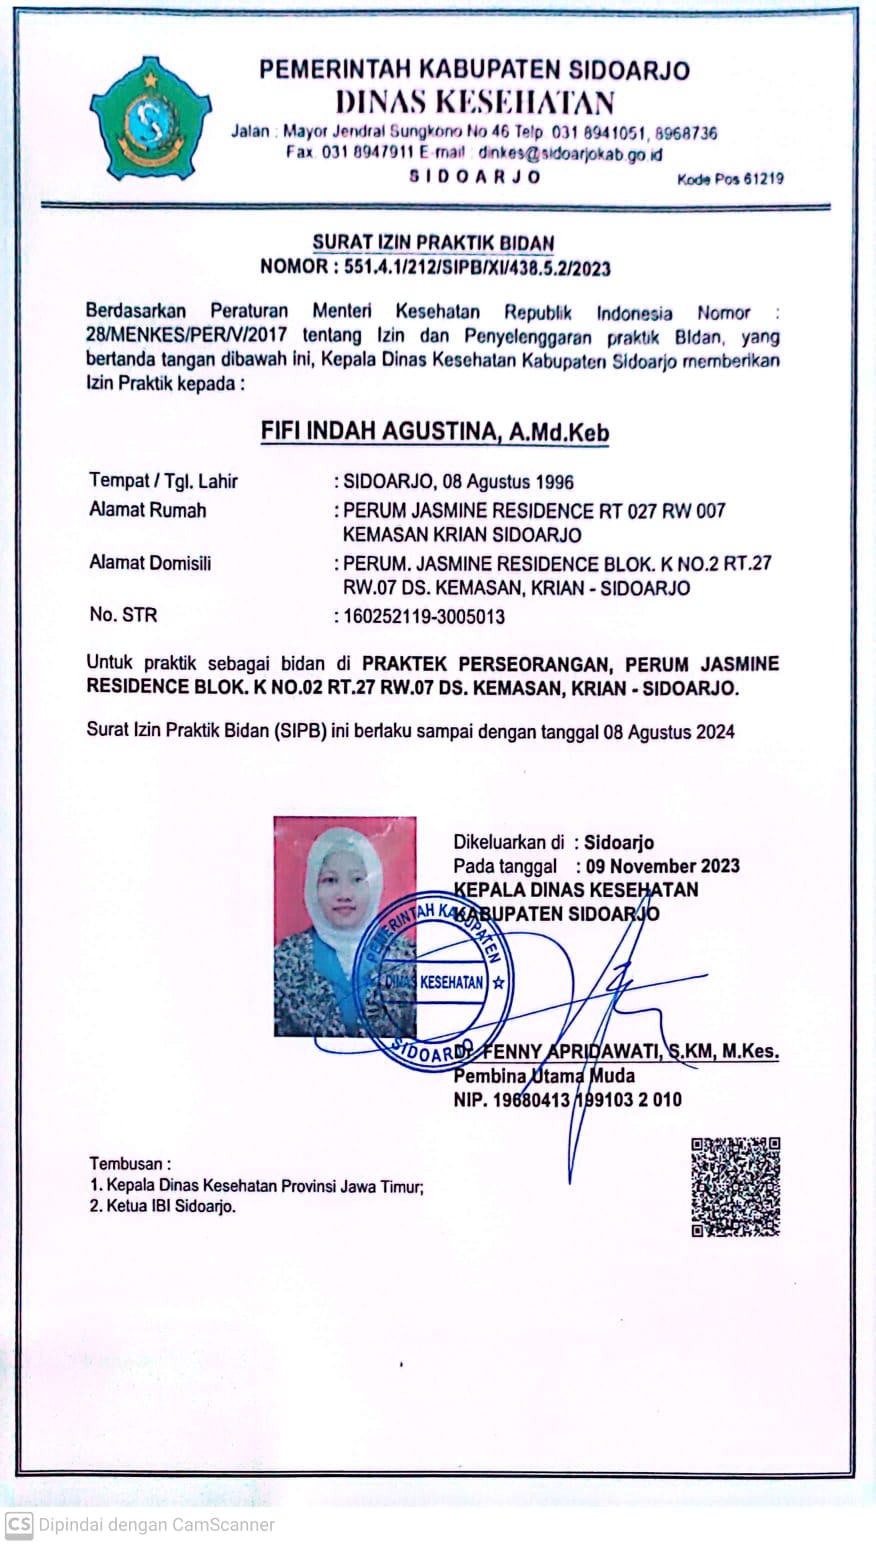 PEMERINTAH KABUPATEN SIDOARJO
DINAS KESEHATAN
Jalan : Mayor Jendral Sungkono No 46 Telp. 031 8941051, 8968736
Fax. 031 8947911 E-mail : dinkes@sidoarjokab.go.id
SIDOARJO
Kode Pos 61219
SURAT IZIN PRAKTIK BIDAN
NOMOR : 551.4.1/212/SIPB/XI/438.5.2/2023
Berdasarkan Peraturan Menteri Kesehatan Republik Indonesia Nomor :
28/MENKES/PER/V/2017 tentang Izin dan Penyelenggaran praktik BIdan, yang
bertanda tangan dibawah ini, Kepala Dinas Kesehatan Kabupaten Sidoarjo memberikan
Izin Praktik kepada :
FIFI INDAH AGUSTINA, A.Md.Keb
Tempat / Tgl. Lahir : SIDOARJO, 08 Agustus 1996
Alamat Rumah : PERUM JASMINE RESIDENCE RT 027 RW 007
KEMASAN KRIAN SIDOARJO
Alamat Domisili : PERUM. JASMINE RESIDENCE BLOK. K NO.2 RT.27
RW.07 DS. KEMASAN, KRIAN - SIDOARJO
No. STR : 160252119-3005013
Untuk praktik sebagai bidan di PRAKTEK PERSEORANGAN, PERUM JASMINE
RESIDENCE BLOK. K NO.02 RT.27 RW.07 DS. KEMASAN, KRIAN - SIDOARJO.
Surat Izin Praktik Bidan (SIPB) ini berlaku sampai dengan tanggal 08 Agustus 2024
Dikeluarkan di : Sidoarjo
Pada tanggal : 09 November 2023
KEPALA DINAS KESEHATAN
KABUPATEN SIDOARJO
PEMERINTAH KABUPATEN
DINAS KESEHATAN
SIDOARJO
Dr. FENNY APRIDAWATI, S.KM, M.Kes.
Pembina Utama Muda
NIP. 19680413 199103 2 010
Tembusan :
1. Kepala Dinas Kesehatan Provinsi Jawa Timur;
2. Ketua IBI Sidoarjo.
CS Dipindai dengan CamScanner